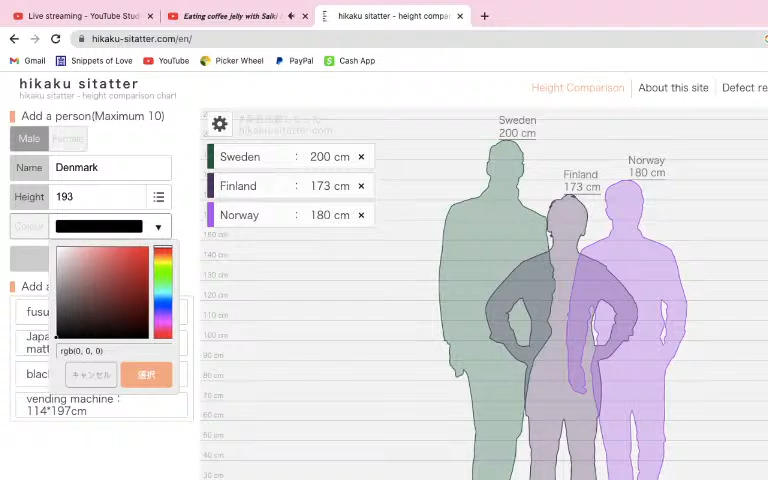 Live streaming - YouTube Stud
Eating coffee jelly with Saiki
hikaku sitatter - height compar
hikaku-sitatter.com/en/
Gmail
Snippets of Love
YouTube
Picker Wheel
PayPal
Cash App
hikaku sitatter
hikaku sitatter - height comparison chart
Height Comparison
About this site
Defect re
Add a person(Maximum 10)
Male
Female
Name
Denmark
Height
193
Colour
rgb(0, 0, 0)
キャンセル
選択
Add a
fusu
Japa
matt
black
vending machine：
114*197cm
hikakusitatter.com
Sweden : 200 cm ×
Finland : 173 cm ×
Norway : 180 cm ×
Sweden
200 cm
Finland
173 cm
Norway
180 cm
150 cm
140 cm
130 cm
120 cm
110 cm
100 cm
90 cm
80 cm
70 cm
60 cm
50 cm
40 cm
30 cm